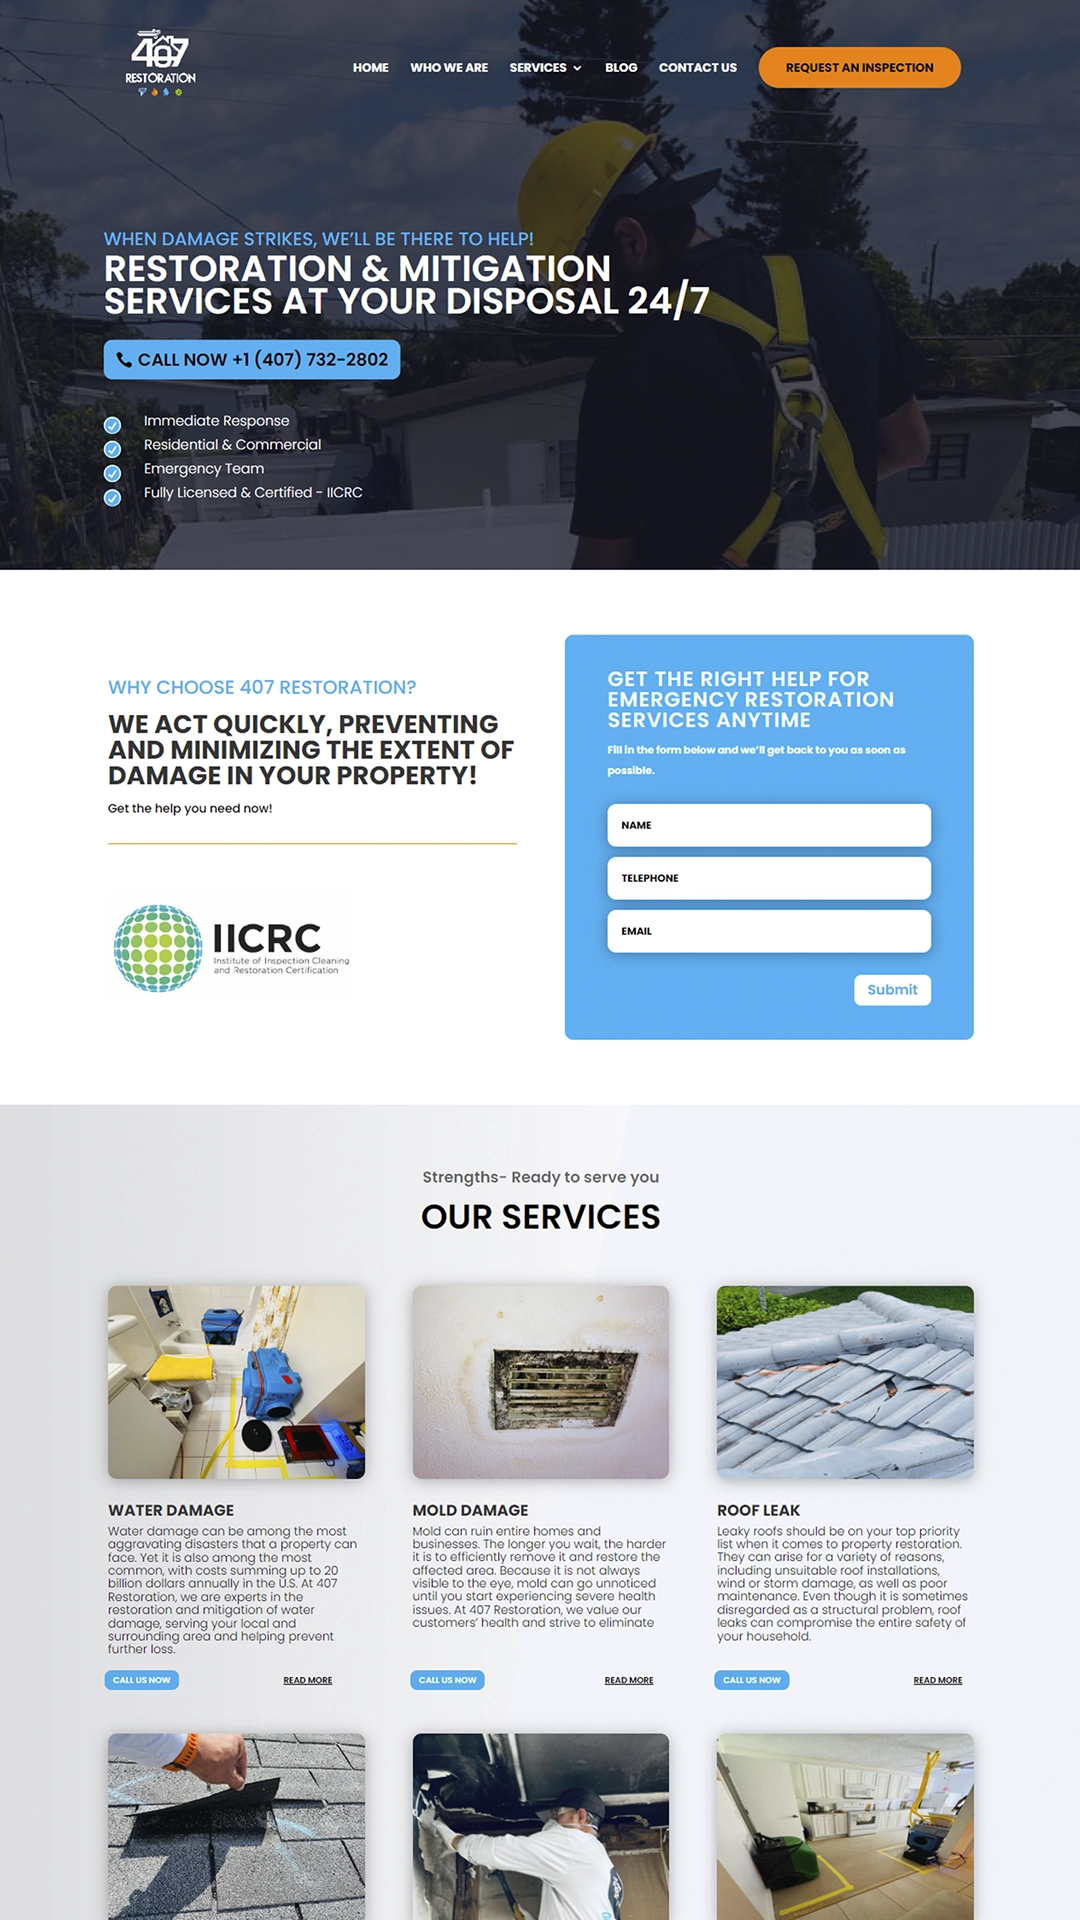 407
RESTORATION
HOME
WHO WE ARE
SERVICES
BLOG
CONTACT US
REQUEST AN INSPECTION
WHEN DAMAGE STRIKES, WE'LL BE THERE TO HELP!
RESTORATION & MITIGATION
SERVICES AT YOUR DISPOSAL 24/7
CALL NOW +1 (407) 732-2802
Immediate Response
Residential & Commercial
Emergency Team
Fully Licensed & Certified - IICRC
WHY CHOOSE 407 RESTORATION?
WE ACT QUICKLY, PREVENTING
AND MINIMIZING THE EXTENT OF
DAMAGE IN YOUR PROPERTY!
Get the help you need now!
IICRC
Institute of Inspection Cleaning
and Restoration Certification
GET THE RIGHT HELP FOR
EMERGENCY RESTORATION
SERVICES ANYTIME
Fill in the form below and we'll get back to you as soon as
possible.
NAME
TELEPHONE
EMAIL
Submit
Strengths- Ready to serve you
OUR SERVICES
WATER DAMAGE
Water damage can be among the most
aggravating disasters that a property can
face. Yet it is also among the most
common, with costs summing up to 20
billion dollars annually in the U.S. At 407
Restoration, we are experts in the
restoration and mitigation of water
damage, serving your local and
surrounding area and helping prevent
further loss.
CALL US NOW
READ MORE
MOLD DAMAGE
Mold can ruin entire homes and
businesses. The longer you wait, the harder
it is to efficiently remove it and restore the
affected area. Because it is not always
visible to the eye, mold can go unnoticed
until you start experiencing severe health
issues. At 407 Restoration, we value our
customers' health and strive to eliminate
CALL US NOW
READ MORE
ROOF LEAK
Leaky roofs should be on your top priority
list when it comes to property restoration.
They can arise for a variety of reasons,
including unsuitable roof installations,
wind or storm damage, as well as poor
maintenance. Even though it is sometimes
disregarded as a structural problem, roof
leaks can compromise the entire safety of
your household.
CALL US NOW
READ MORE